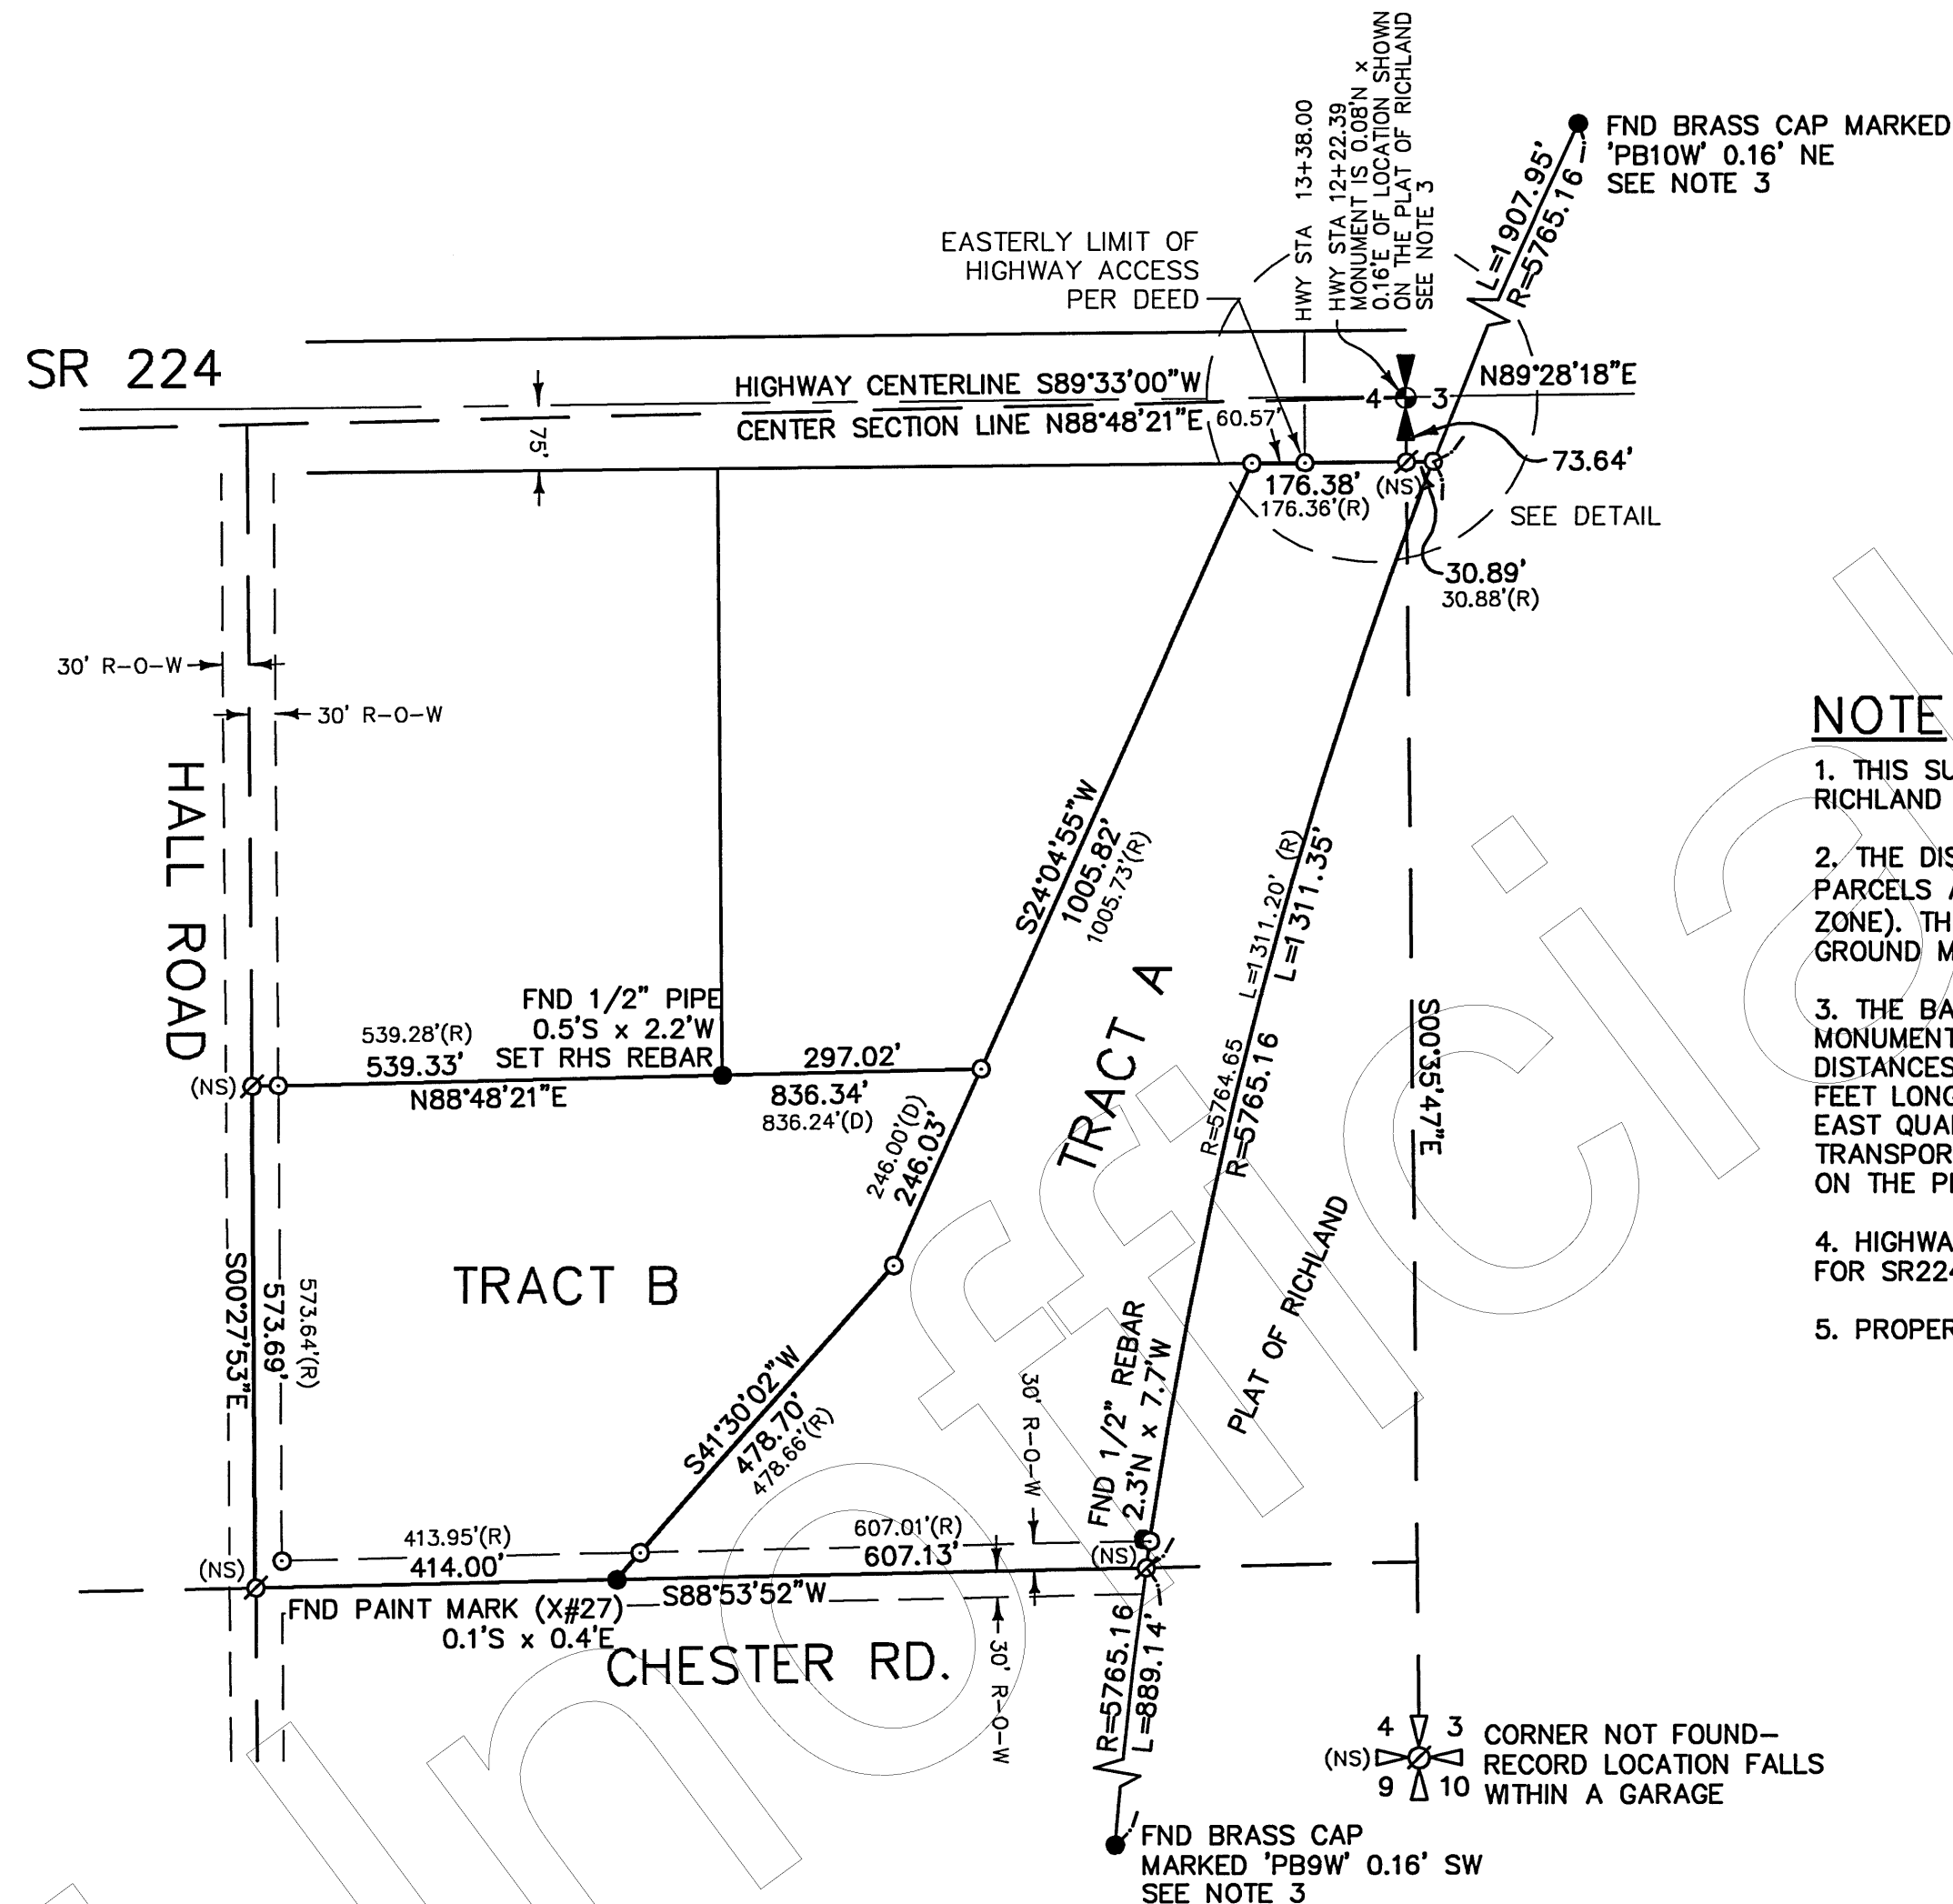 HWY STA 13+38.00
HWY STA 12+22.39
MONUMENT IS 0.08'N x
0.16'E OF LOCATION SHOWN
ON THE PLAT OF RICHLAND
SEE NOTE 3
FND BRASS CAP MARKED
'PB10W' 0.16' NE
SEE NOTE 3
L=1907.95'
R=5765.16
EASTERLY LIMIT OF
HIGHWAY ACCESS
PER DEED
SR 224
HIGHWAY CENTERLINE S89°33'00"W
CENTER SECTION LINE N88°48'21"E
75'
60.57'
4
3
N89°28'18"E
73.64'
176.38'
176.36'(R)
(NS)
SEE DETAIL
30.89'
30.88'(R)
30' R-O-W
30' R-O-W
HALL ROAD
NOTE
1. THIS SU
RICHLAND
2. THE DIS
PARCELS A
ZONE). TH
GROUND M
3. THE BA
MONUMENT
DISTANCES
FEET LONG
EAST QUAR
TRANSPOR
ON THE PL
4. HIGHWA
FOR SR224
5. PROPER
S24°04'55"W
1005.82'
1005.73'(R)
TRACT A
L=1311.20' (R)
L=1311.35'
R=5764.65
R=5765.16
S00°35'47"E
FND 1/2" PIPE
0.5'S x 2.2'W
SET RHS REBAR
539.28'(R)
539.33'
N88°48'21"E
297.02'
836.34'
836.24'(D)
(NS)
246.00'(D)
246.03'
TRACT B
S00°27'53"E
573.69'
573.64'(R)
S41°30'02"W
478.70'
478.66'(R)
PLAT OF RICHLAND
FND 1/2" REBAR
2.3'N x 7.7'W
30' R-O-W
413.95'(R)
414.00'
607.01'(R)
607.13'
(NS)
(NS)
S88°53'52"W
FND PAINT MARK (X#27)
0.1'S x 0.4'E
CHESTER RD.
30' R-O-W
R=5765.16
L=889.14'
4 3
(NS)
9 10
CORNER NOT FOUND-
RECORD LOCATION FALLS
WITHIN A GARAGE
FND BRASS CAP
MARKED 'PB9W' 0.16' SW
SEE NOTE 3